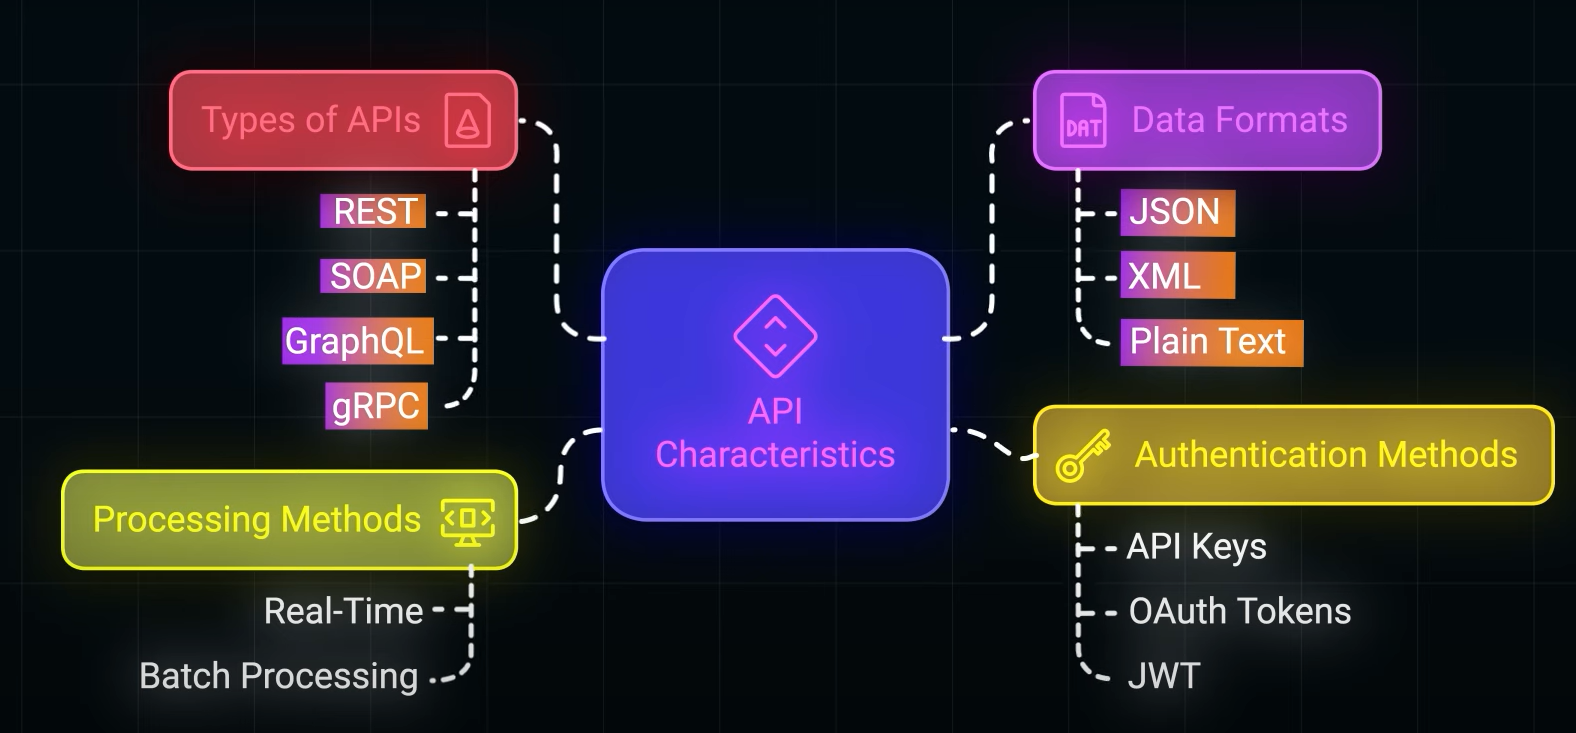 Types of APIs
REST
SOAP
GraphQL
gRPC
Processing Methods
Real-Time
Batch Processing
API
Characteristics
DAT
Data Formats
JSON
XML
Plain Text
Authentication Methods
API Keys
OAuth Tokens
JWT